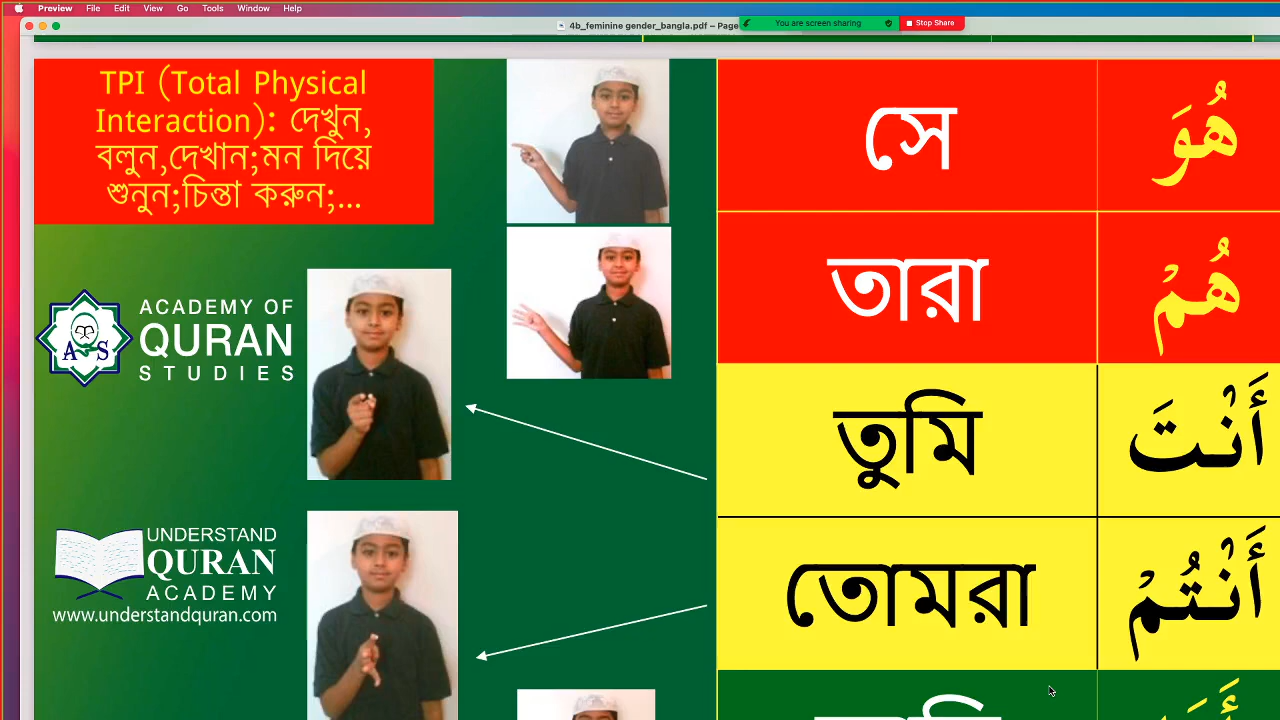 Preview File Edit View Go Tools Window Help
4b_feminine gender_bangla.pdf – Page
You are screen sharing
Stop Share
TPI (Total Physical
Interaction): দেখুন,
বলুন,দেখান;মন দিয়ে
শুনুন;চিন্তা করুন;...
ACADEMY OF
QURAN
STUDIES
A S
UNDERSTAND
QURAN
ACADEMY
www.understandquran.com
সে هُوَ
তারা هُمْ
তুমি أَنْتَ
তোমরা أَنْتُمْ